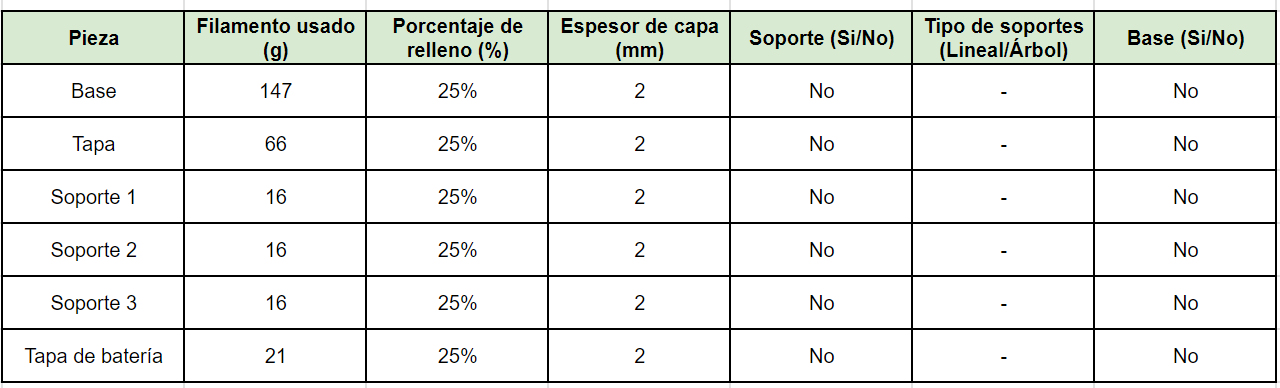 Pieza Filamento usado (g) Porcentaje de relleno (%) Espesor de capa (mm) Soporte (Si/No) Tipo de soportes (Lineal/Árbol) Base (Si/No)
Base 147 25% 2 No - No
Tapa 66 25% 2 No - No
Soporte 1 16 25% 2 No - No
Soporte 2 16 25% 2 No - No
Soporte 3 16 25% 2 No - No
Tapa de batería 21 25% 2 No - No